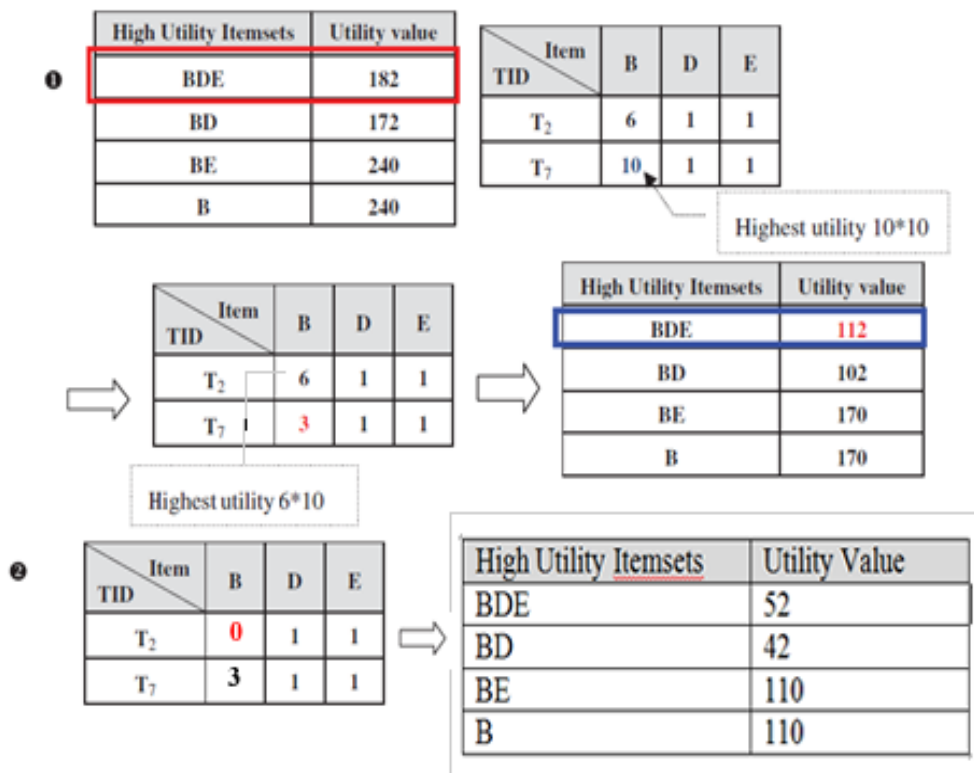 ❶
High Utility Itemsets Utility value
BDE 182
BD 172
BE 240
B 240
Item
TID B D E
T₂ 6 1 1
T₇ 10 1 1
Highest utility 10*10
Item
TID B D E
T₂ 6 1 1
T₇ 3 1 1
Highest utility 6*10
High Utility Itemsets Utility value
BDE 112
BD 102
BE 170
B 170
❷
Item
TID B D E
T₂ 0 1 1
T₇ 3 1 1
High Utility Itemsets Utility Value
BDE 52
BD 42
BE 110
B 110